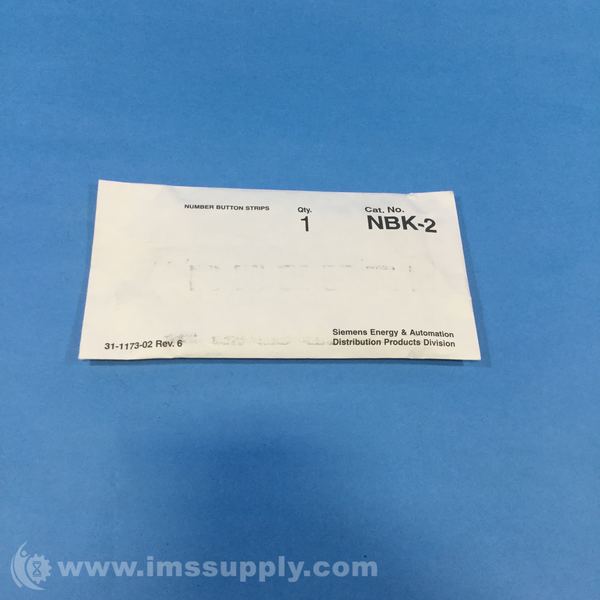 NUMBER BUTTON STRIPS
Qty.
1
Cat. No.
NBK-2
31-1173-02 Rev. 6
Siemens Energy & Automation
Distribution Products Division
www.imssupply.com